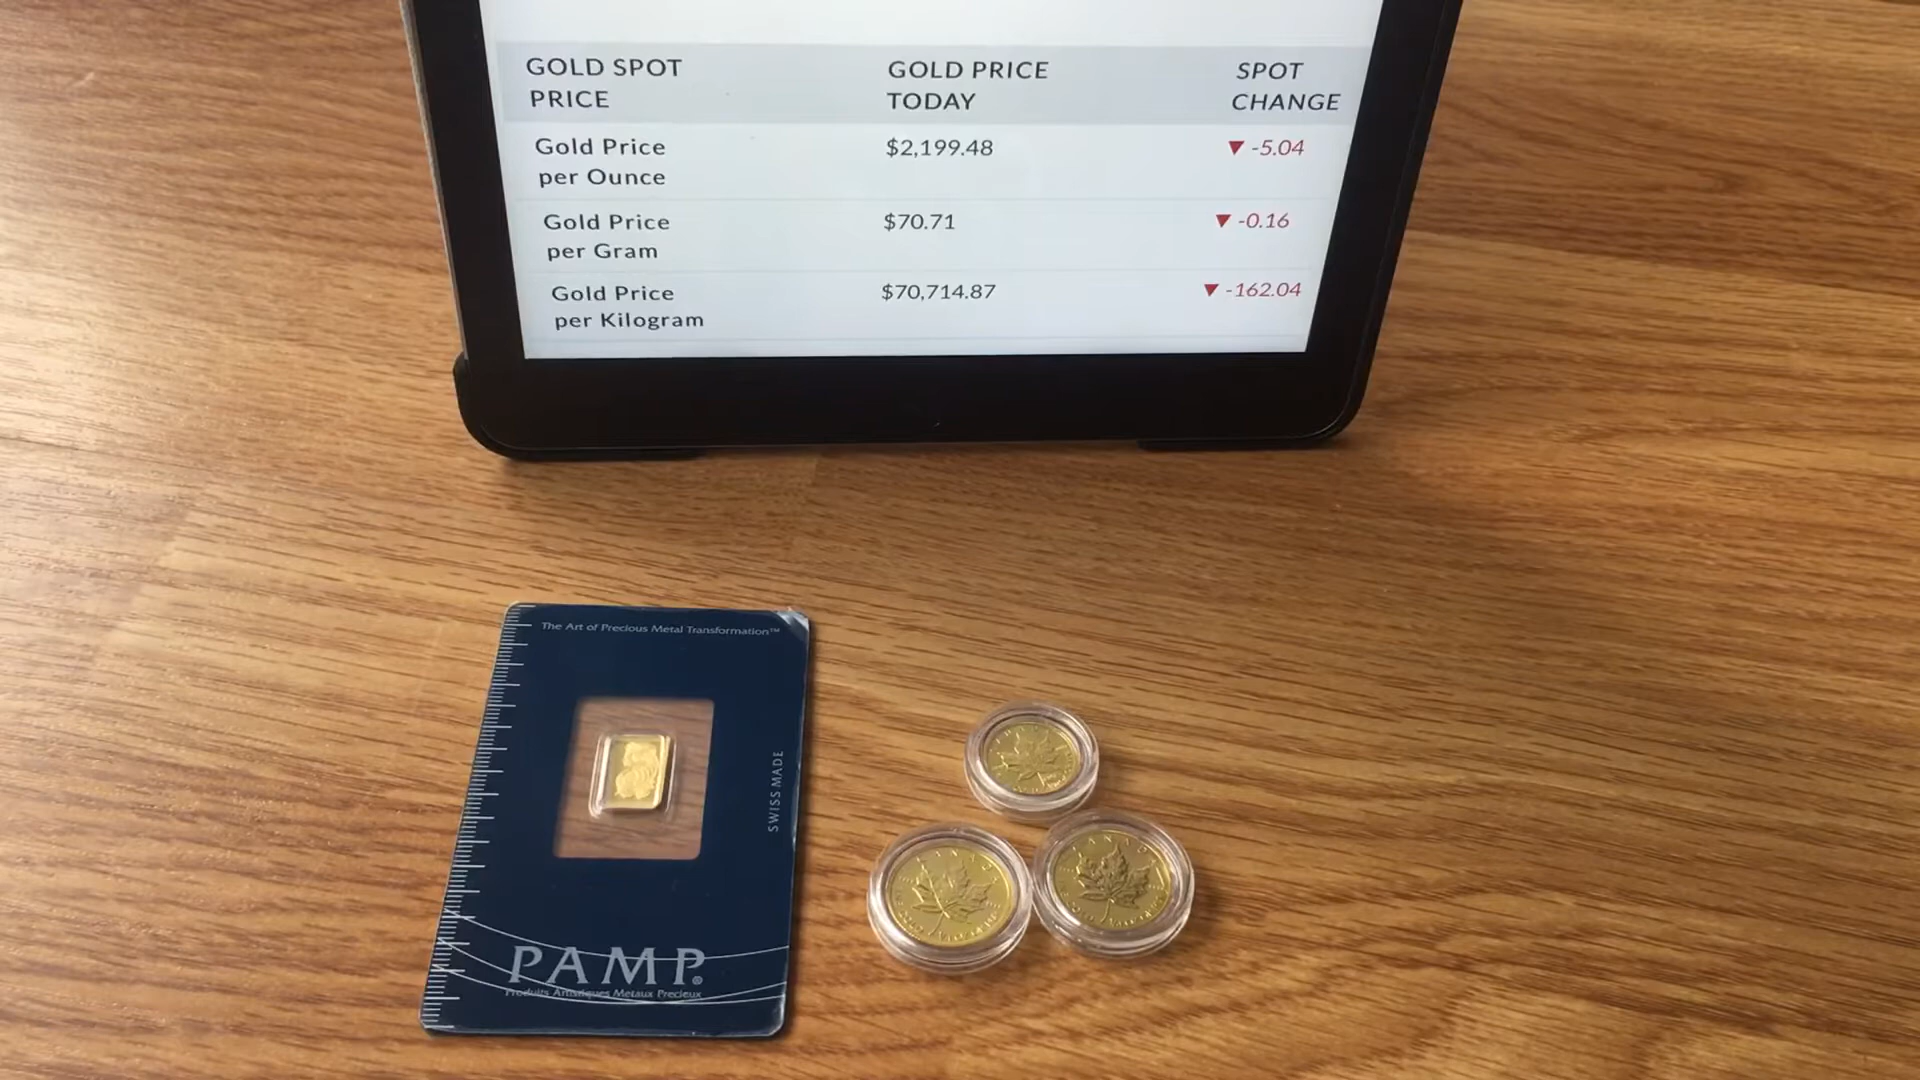 GOLD SPOT PRICE
GOLD PRICE TODAY
SPOT CHANGE
Gold Price per Ounce
$2,199.48
▼ -5.04
Gold Price per Gram
$70.71
▼ -0.16
Gold Price per Kilogram
$70,714.87
▼ -162.04
The Art of Precious Metal Transformation™
SWISS MADE
PAMP®
Produits Artistiques Métaux Précieux
CANADA
CANADA